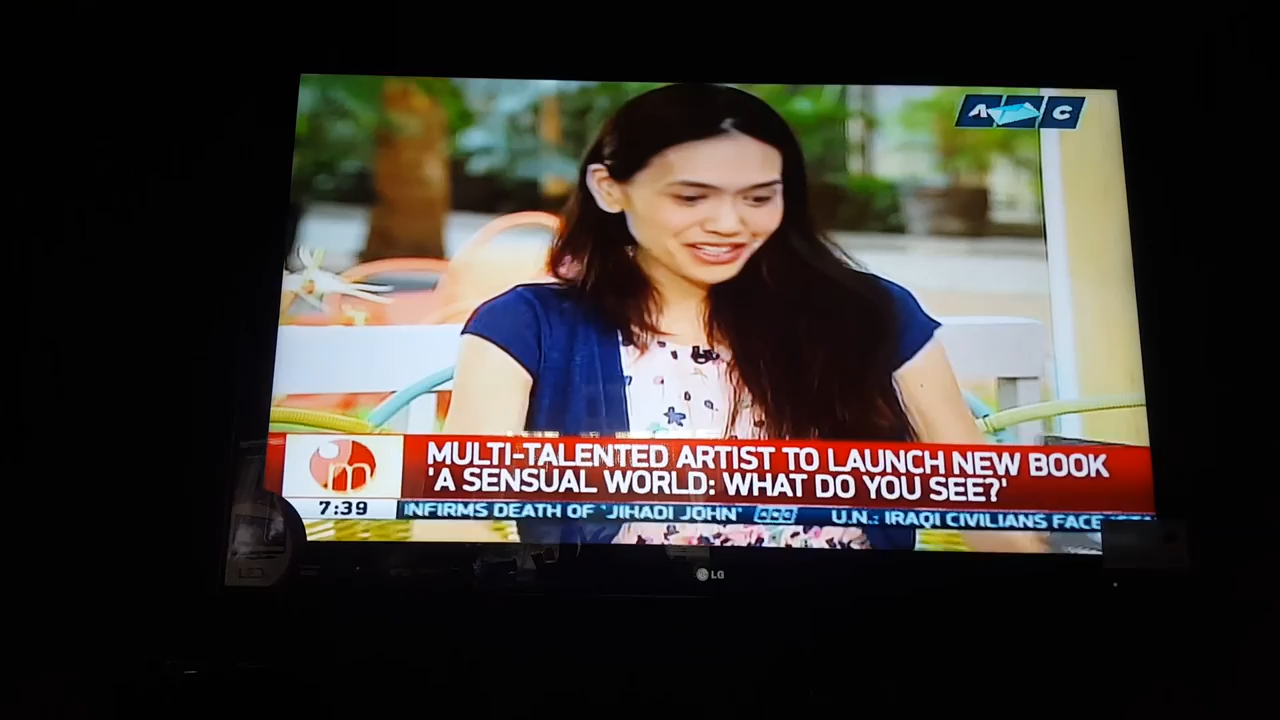 A C
MULTI-TALENTED ARTIST TO LAUNCH NEW BOOK
'A SENSUAL WORLD: WHAT DO YOU SEE?'
m
7:39
NFIRMS DEATH OF 'JIHADI JOHN' U.N.: IRAQI CIVILIANS FACE
LG